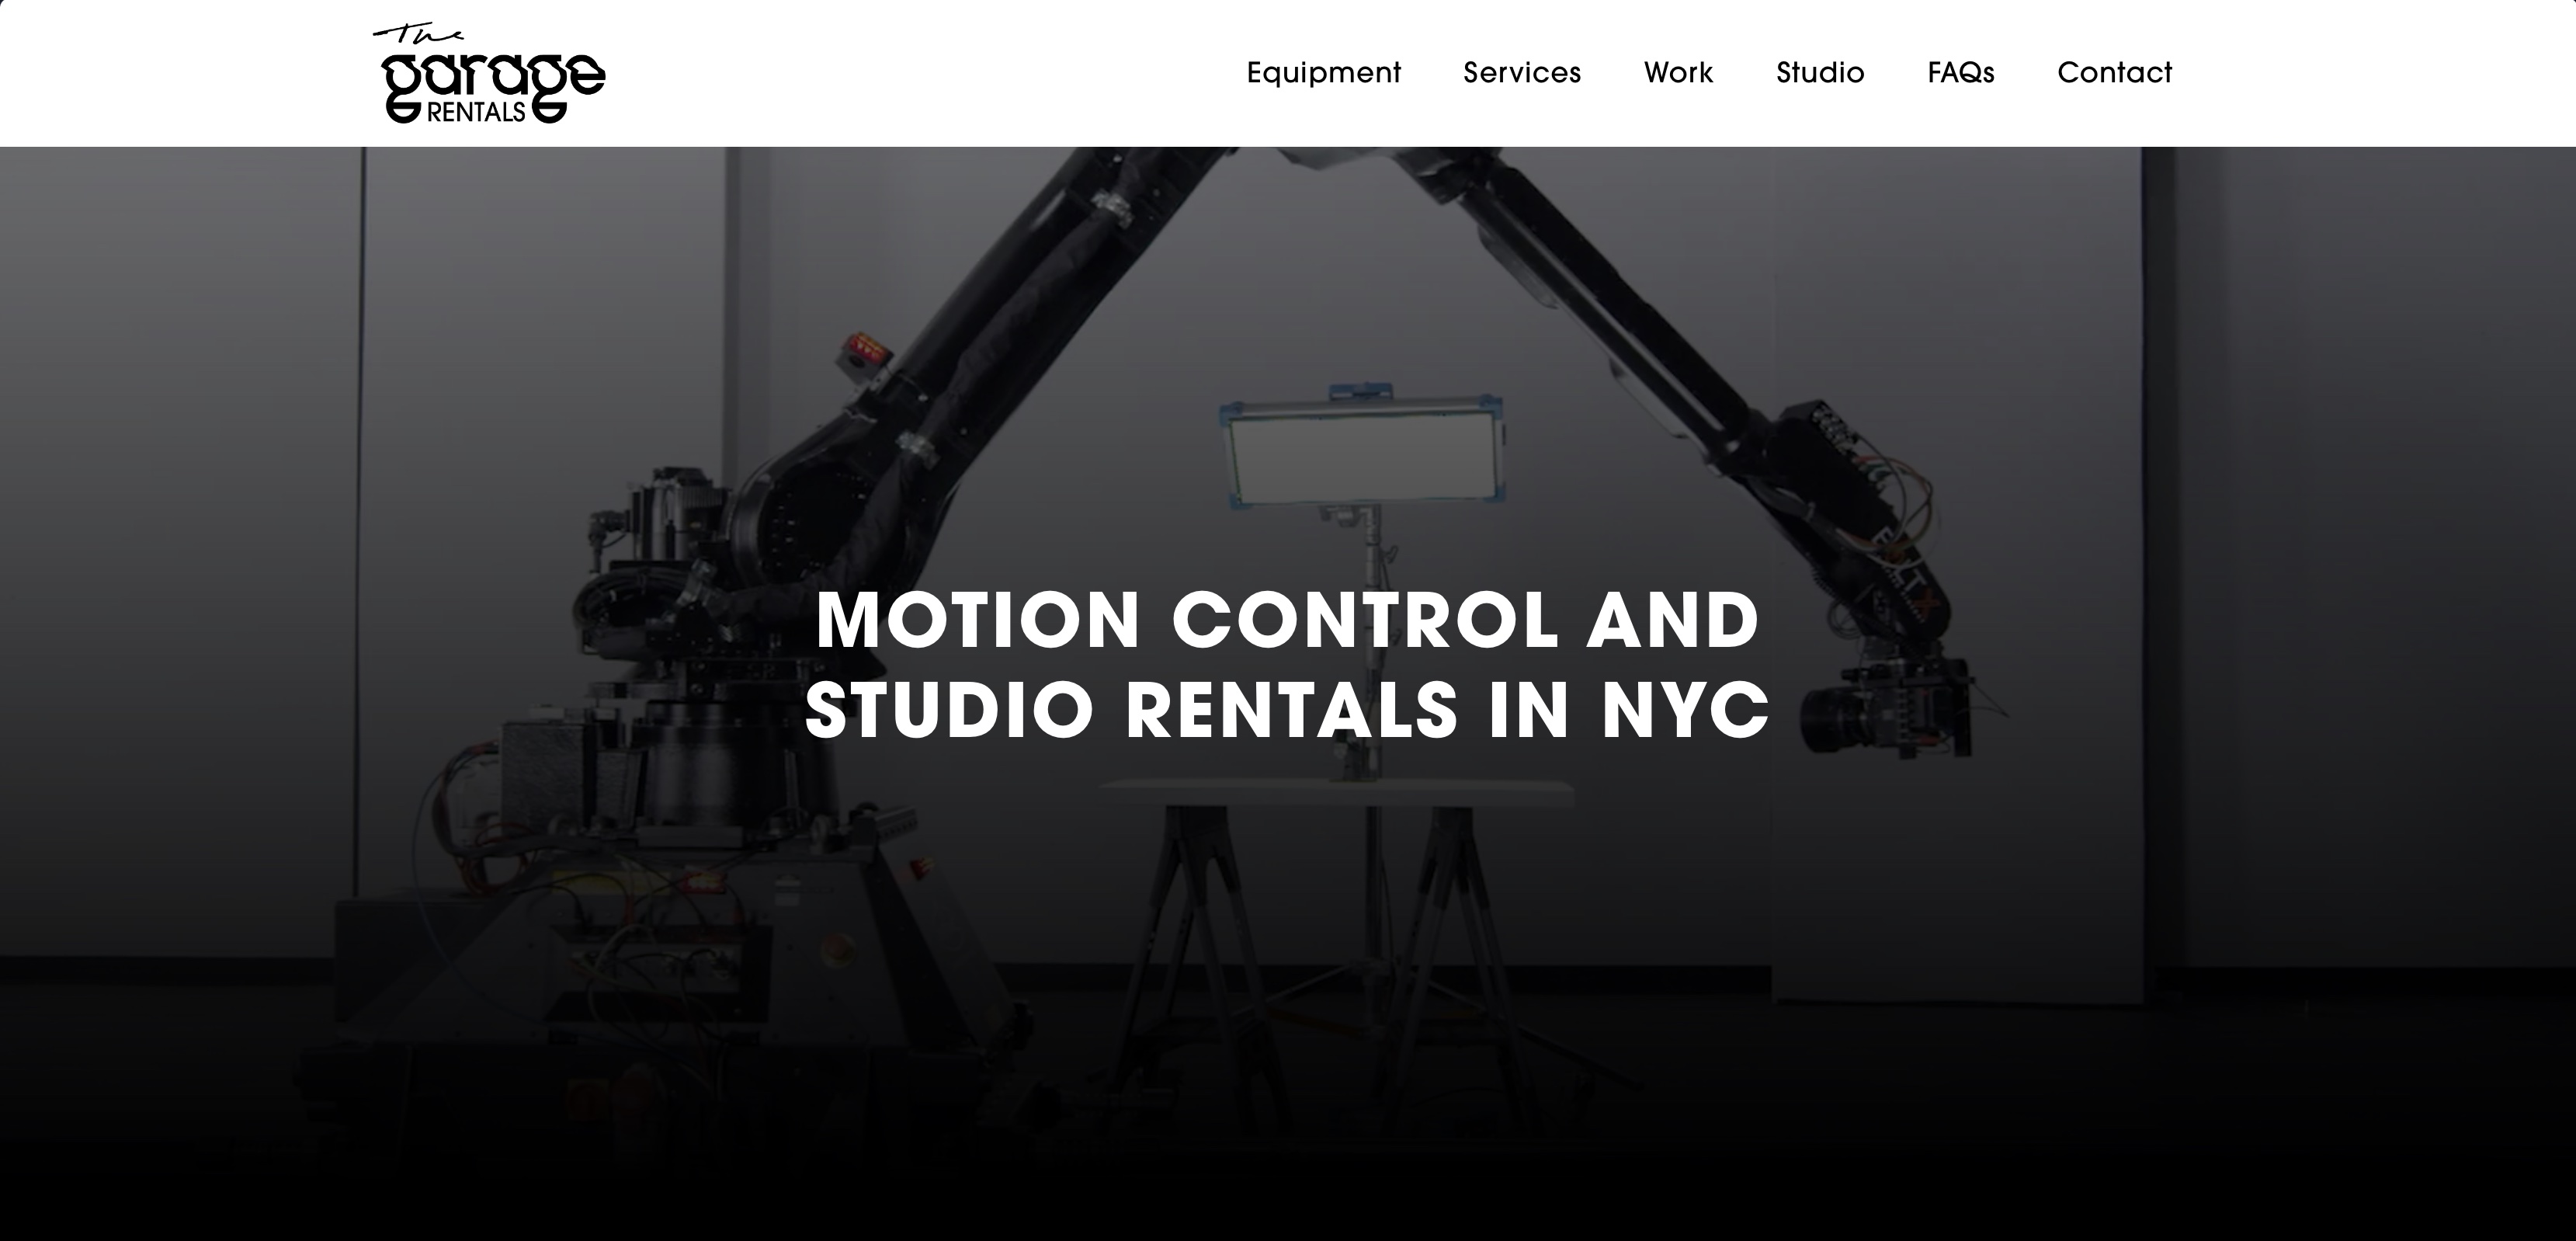 The
garage
RENTALS
Equipment Services Work Studio FAQs Contact
MOTION CONTROL AND
STUDIO RENTALS IN NYC